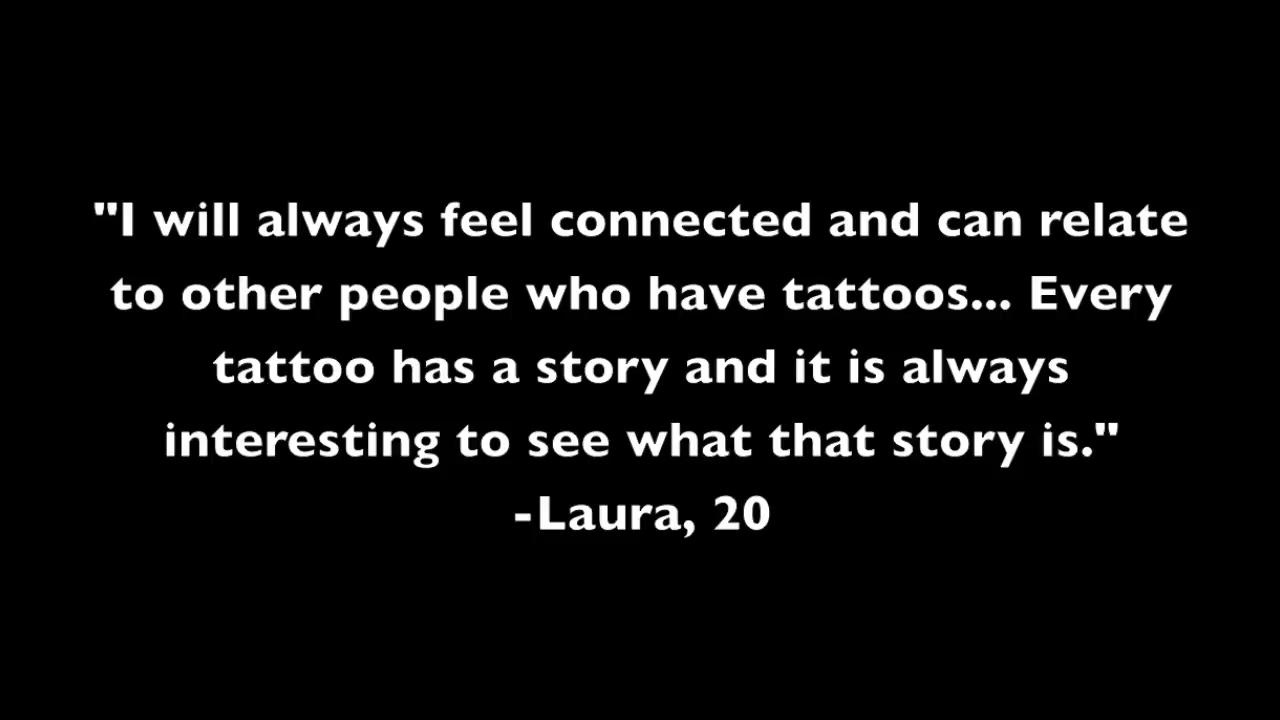 "I will always feel connected and can relate
to other people who have tattoos... Every
tattoo has a story and it is always
interesting to see what that story is."
-Laura, 20